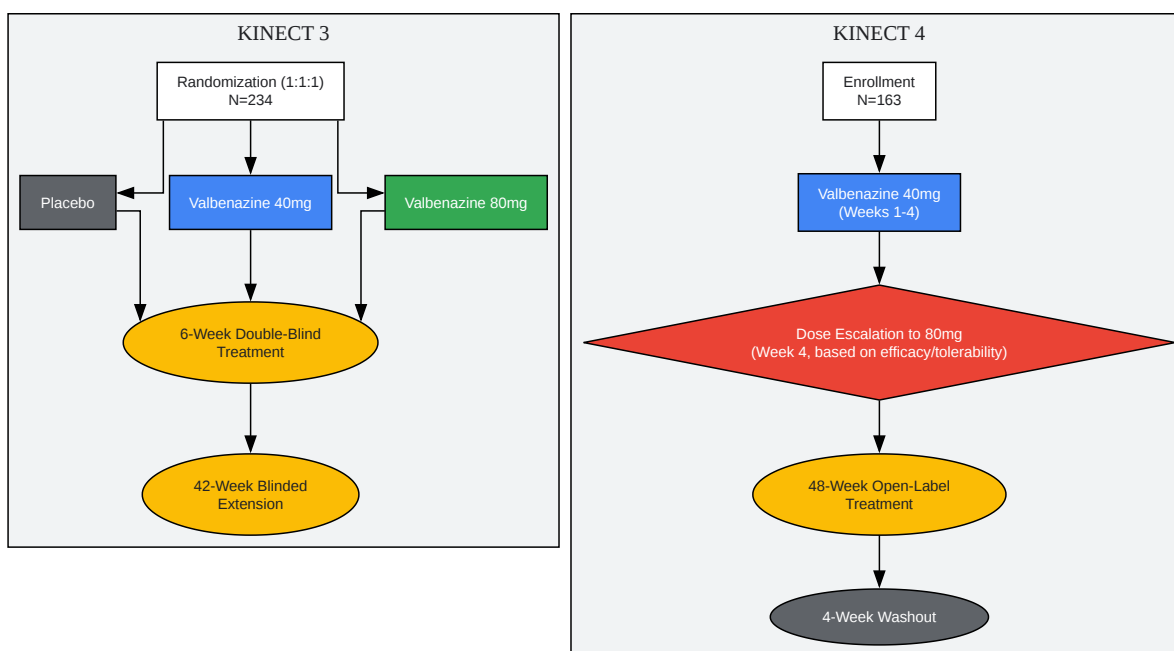 KINECT 3
Randomization (1:1:1)
N=234
Placebo
Valbenazine 40mg
Valbenazine 80mg
6-Week Double-Blind
Treatment
42-Week Blinded
Extension
KINECT 4
Enrollment
N=163
Valbenazine 40mg
(Weeks 1-4)
Dose Escalation to 80mg
(Week 4, based on efficacy/tolerability)
48-Week Open-Label
Treatment
4-Week Washout